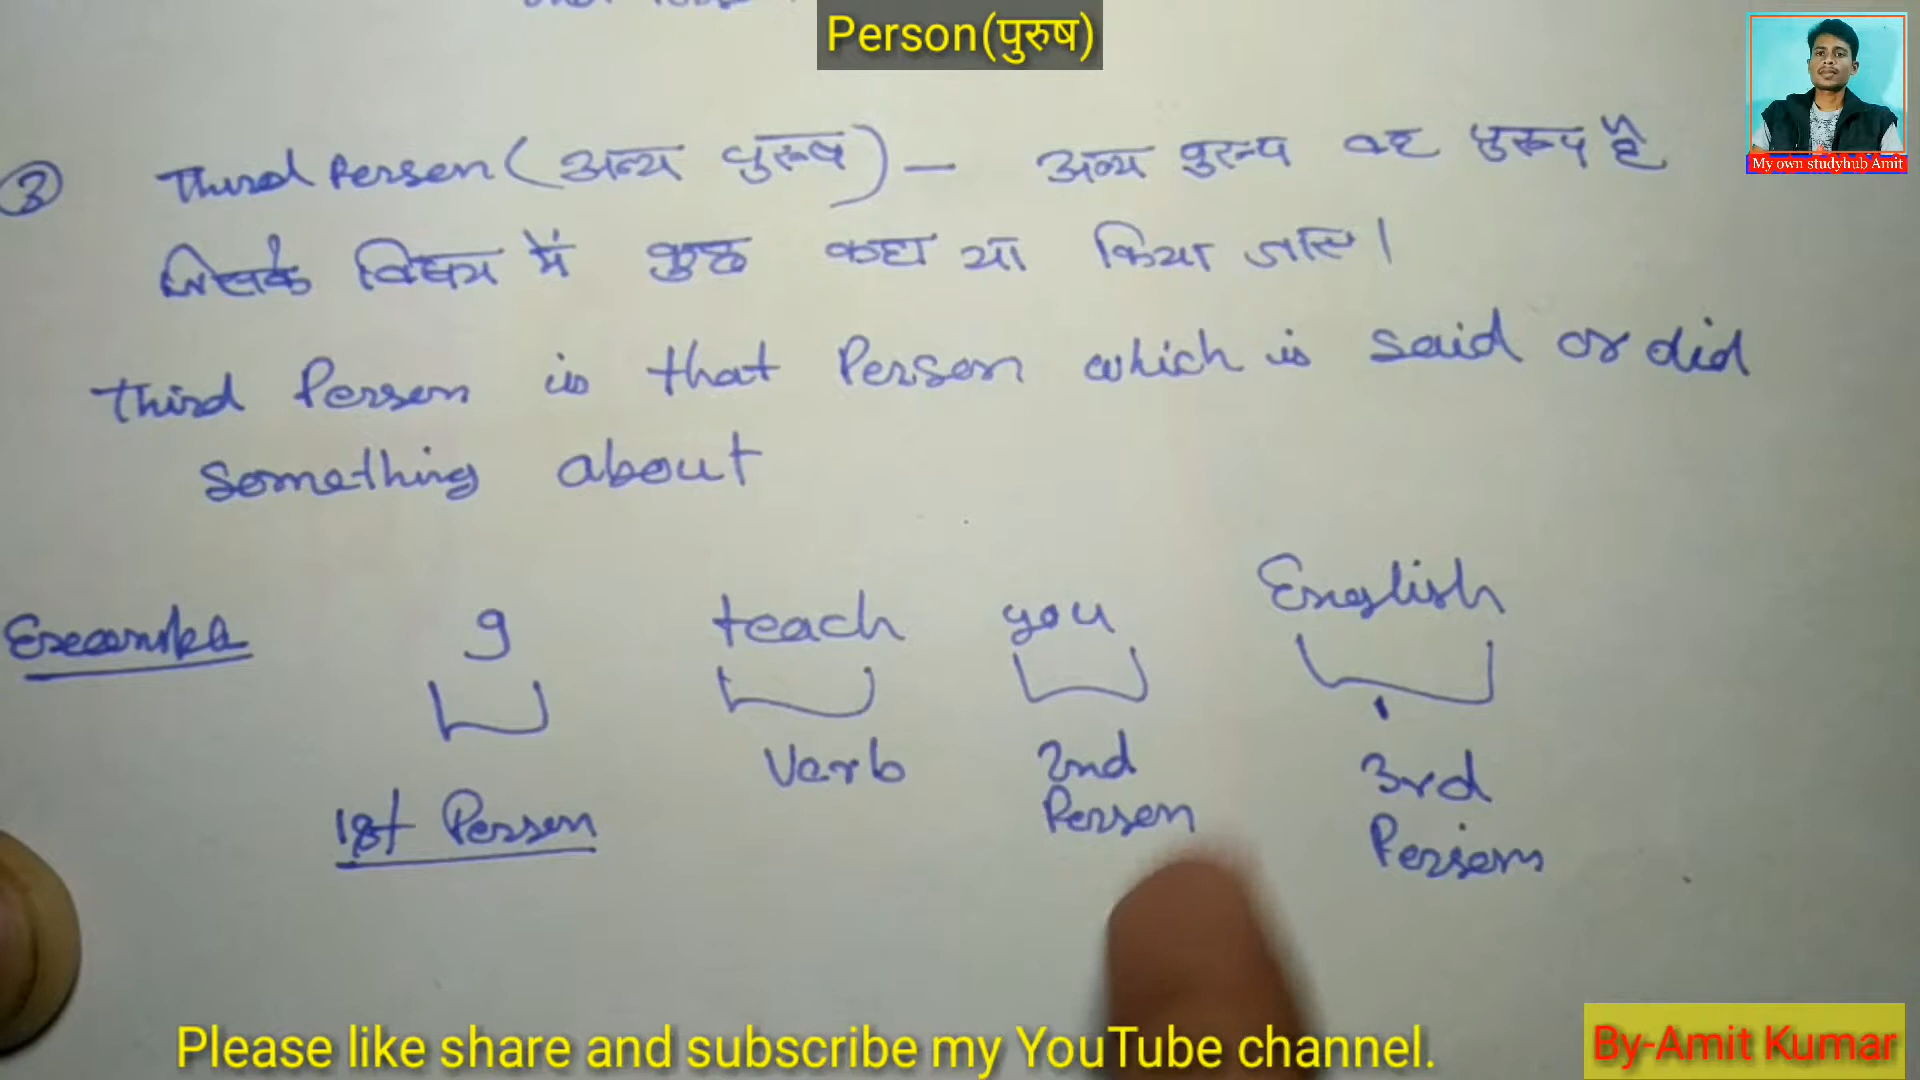 Person(पुरुष)
My own studyhub Amit
③ Third Person (अन्य पुरुष) – अन्य पुरुष वह पुरूष है
जिसके विषय में कुछ कहा या किया जाए।
Third Person is that Person which is said or did
something about
Example I teach you English
Verb 2nd 3rd
1st Person Person Person
Please like share and subscribe my YouTube channel.
By-Amit Kumar